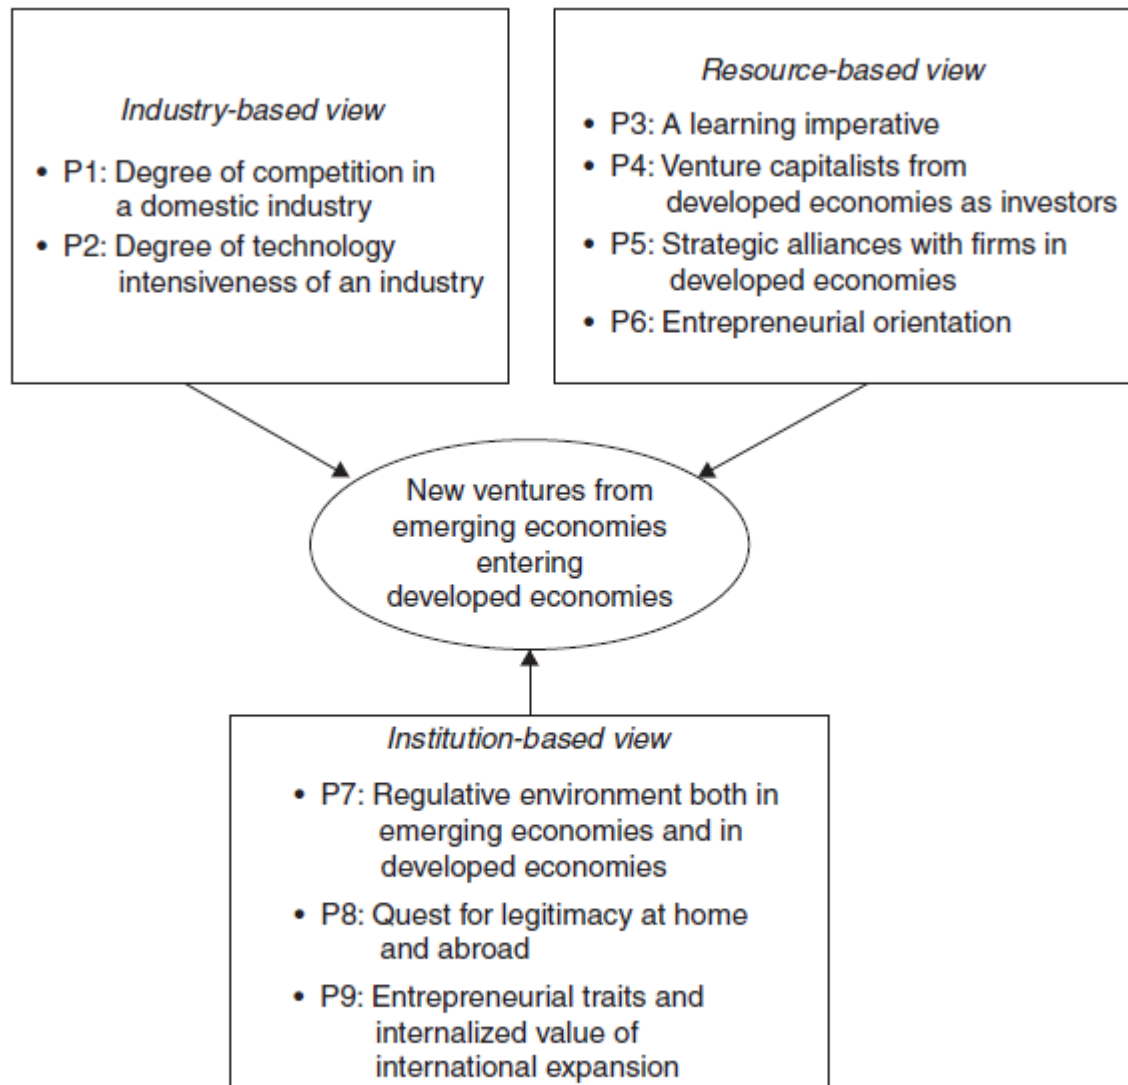 Industry-based view
• P1: Degree of competition in
a domestic industry
• P2: Degree of technology
intensiveness of an industry
Resource-based view
• P3: A learning imperative
• P4: Venture capitalists from
developed economies as investors
• P5: Strategic alliances with firms in
developed economies
• P6: Entrepreneurial orientation
New ventures from
emerging economies
entering
developed economies
Institution-based view
• P7: Regulative environment both in
emerging economies and in
developed economies
• P8: Quest for legitimacy at home
and abroad
• P9: Entrepreneurial traits and
internalized value of
international expansion